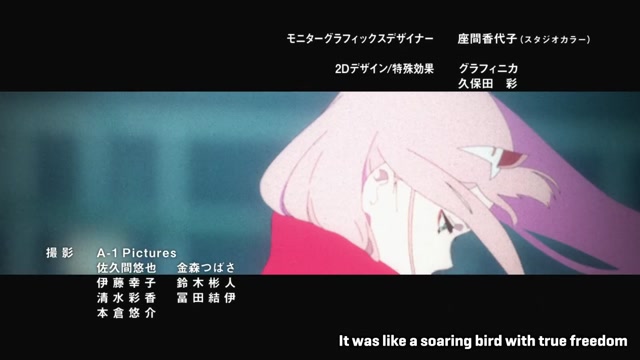 モニターグラフィックスデザイナー 座間香代子(スタジオカラー)
2Dデザイン/特殊効果 グラフィニカ
久保田 彩
撮影 A-1 Pictures
佐久間悠也 金森つばさ
伊藤幸子 鈴木彬人
清水彩香 冨田結伊
本倉悠介
It was like a soaring bird with true freedom